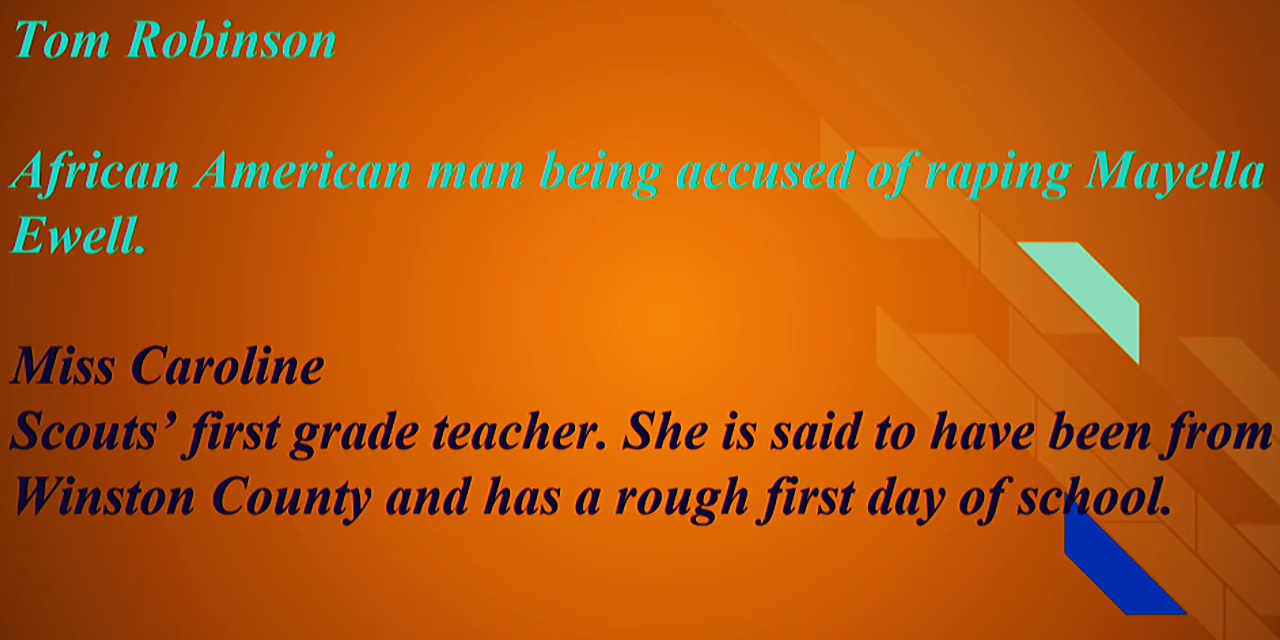 Tom Robinson
African American man being accused of raping Mayella
Ewell.
Miss Caroline
Scouts’ first grade teacher. She is said to have been from
Winston County and has a rough first day of school.